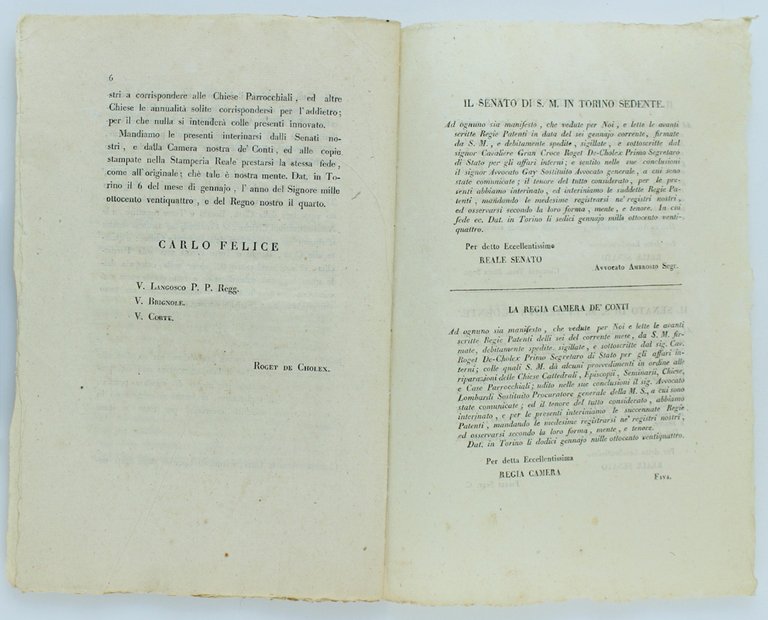 6
stri a corrispondere alle Chiese Parrocchiali, ed altre
Chiese le annualità solite corrispondersi per l'addietro;
per il che nulla si intenderà colle presenti innovato.
Mandiamo le presenti interinarsi dalli Senati no-
stri, e dalla Camera nostra de' Conti, ed alle copie
stampate nella Stamperia Reale prestarsi la stessa fede,
come all'originale; chè tale è nostra mente. Dat. in To-
rino il 6 del mese di gennajo, l'anno del Signore mille
ottocento ventiquattro, e del Regno nostro il quarto.
CARLO FELICE
V. Langosco P. P. Regg.
V. Brignole.
V. Corte.
Roget de Cholex.
IL SENATO DI S. M. IN TORINO SEDENTE.
Ad ognuno sia manifesto, che vedute per Noi, e lette le avanti
scritte Regie Patenti in data del sei gennajo corrente, firmate
da S. M., e debitamente spedite, sigillate, e sottoscritte dal
signor Cavaliere Gran Croce Roget De-Cholex Primo Segretaro
di Stato per gli affari interni; e sentito nelle sue conclusioni
il signor Avvocato Gay Sostituito Avvocato generale, a cui sono
state comunicate; il tenore del tutto considerato, per le pre-
senti abbiamo interinato, ed interiniamo le suddette Regie Pa-
tenti, mandando le medesime registrarsi ne' registri nostri,
ed osservarsi secondo la loro forma, mente, e tenore. In cui
fede ec. Dat. in Torino li sedici gennajo mille ottocento venti-
quattro.
Per detto Eccellentissimo
REALE SENATO
Avvocato Ambrosio Segr.
LA REGIA CAMERA DE' CONTI
Ad ognuno sia manifesto, che vedute per Noi e lette le avanti
scritte Regie Patenti delli sei del corrente mese, da S. M. fir-
mate, debitamente spedite, sigillate, e sottoscritte dal sig. Cav.
Roget De-Cholex Primo Segretaro di Stato per gli affari in-
terni; colle quali S. M. dà alcuni provvedimenti in ordine alle
riparazioni delle Chiese Cattedrali, Episcopii, Seminarii, Chiese,
e Case Parrocchiali; udito nelle sue conclusioni il sig. Avvocato
Lombardi Sostituito Procuratore generale della M. S., a cui sono
state comunicate; ed il tenore del tutto considerato, abbiamo
interinato, e per le presenti interiniamo le succennate Regie
Patenti, mandando le medesime registrarsi ne' registri nostri,
ed osservarsi secondo la loro forma, mente, e tenore.
Dat. in Torino li dodici gennajo mille ottocento ventiquattro.
Per detta Eccellentissima
REGIA CAMERA
Fava.